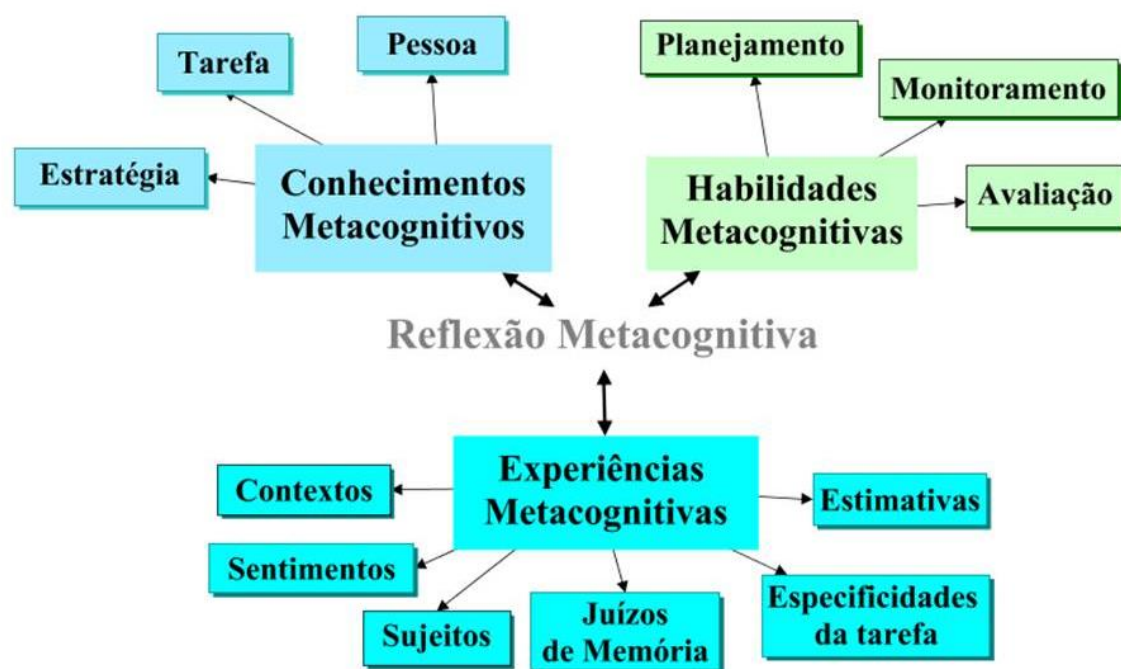 Pessoa
Planejamento
Tarefa
Monitoramento
Estratégia
Conhecimentos
Metacognitivos
Habilidades
Metacognitivas
Avaliação
Reflexão Metacognitiva
Experiências
Metacognitivas
Contextos
Estimativas
Sentimentos
Sujeitos
Juízos
de Memória
Especificidades
da tarefa